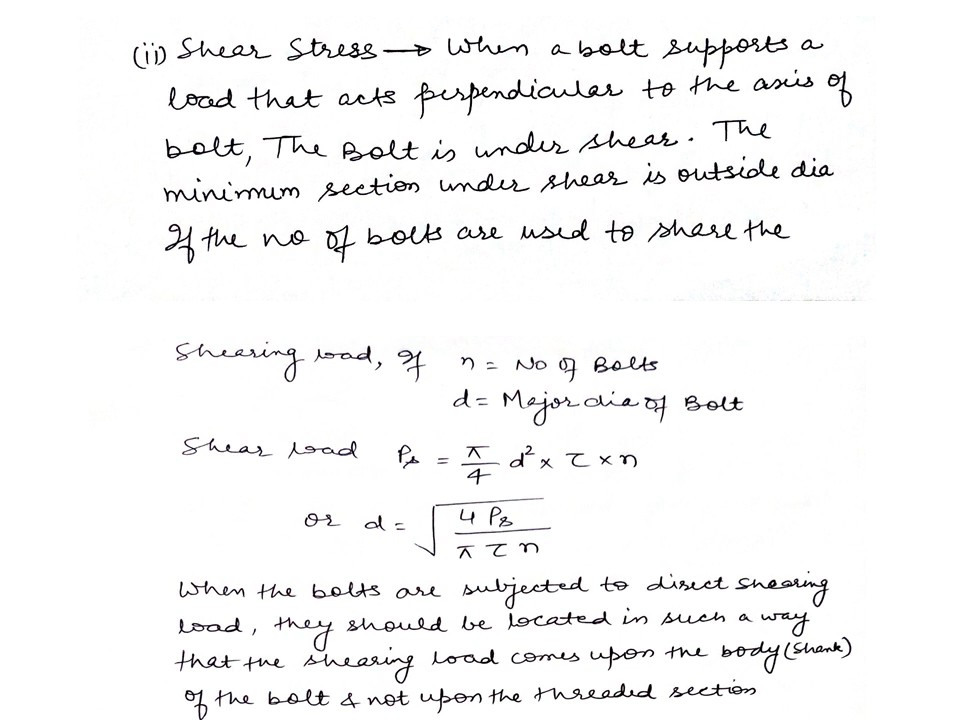 (ii) Shear Stress → When a bolt supports a
load that acts perpendicular to the axis of
bolt, The Bolt is under shear. The
minimum section under shear is outside dia
If the no of bolts are used to share the
Shearing load, If n = No of Bolts
d = Major dia of Bolt
Shear load Ps = π/4 d² × τ × n
or d = √(4 Ps / π τ n)
When the bolts are subjected to direct shearing
load, they should be located in such a way
that the shearing load comes upon the body (Shank)
of the bolt & not upon the threaded section